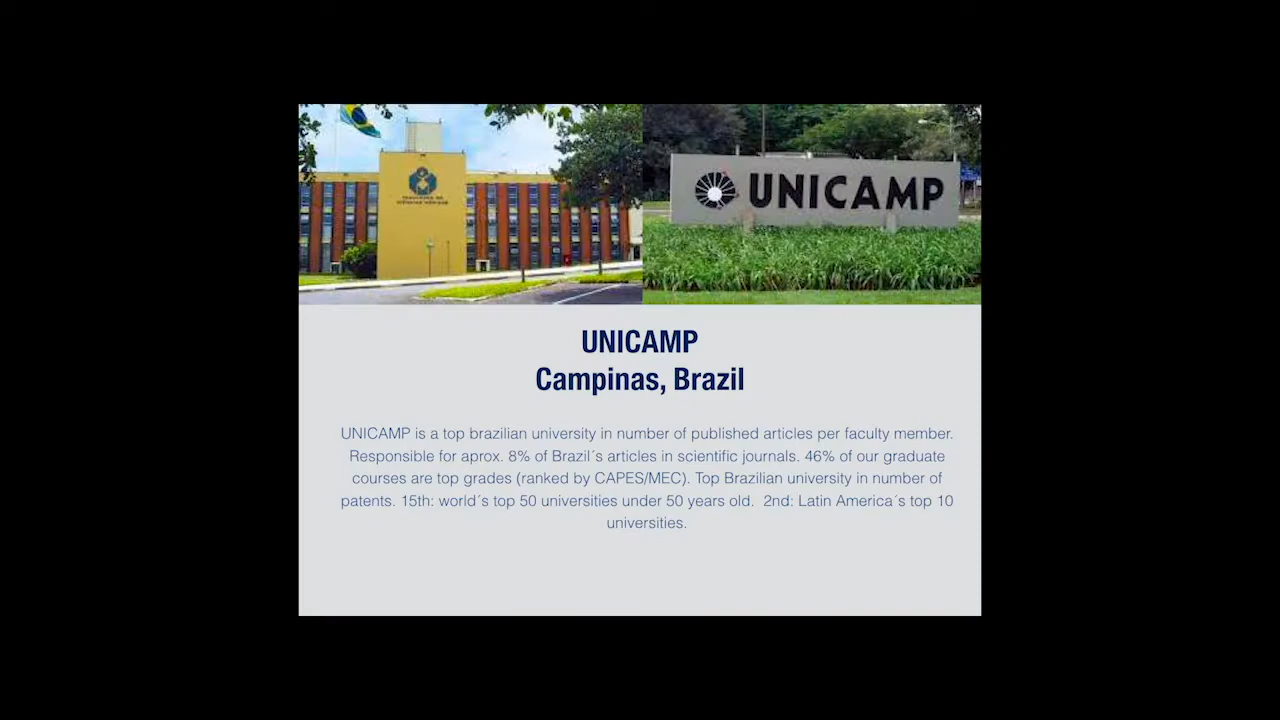 UNICAMP
UNICAMP
Campinas, Brazil
UNICAMP is a top brazilian university in number of published articles per faculty member.
Responsible for aprox. 8% of Brazil´s articles in scientific journals. 46% of our graduate
courses are top grades (ranked by CAPES/MEC). Top Brazilian university in number of
patents. 15th: world´s top 50 universities under 50 years old.  2nd: Latin America´s top 10
universities.